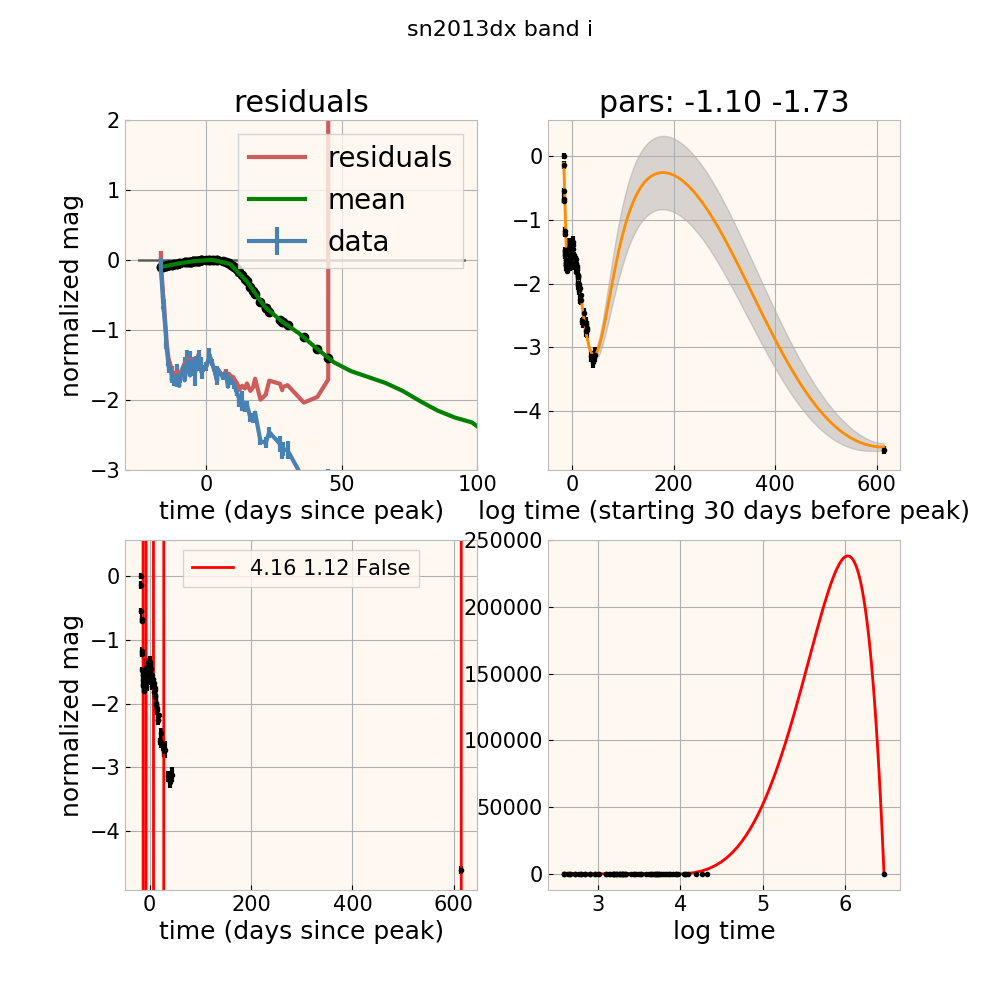 sn2013dx band i
residuals
pars: -1.10 -1.73
2
1
0
−1
−2
−3
normalized mag
residuals
mean
data
0
50
100
time (days since peak)
0
−1
−2
−3
−4
0
200
400
600
log time (starting 30 days before peak)
0
−1
−2
−3
−4
normalized mag
4.16 1.12 False
0
200
400
600
time (days since peak)
250000
200000
150000
100000
50000
0
3
4
5
6
log time